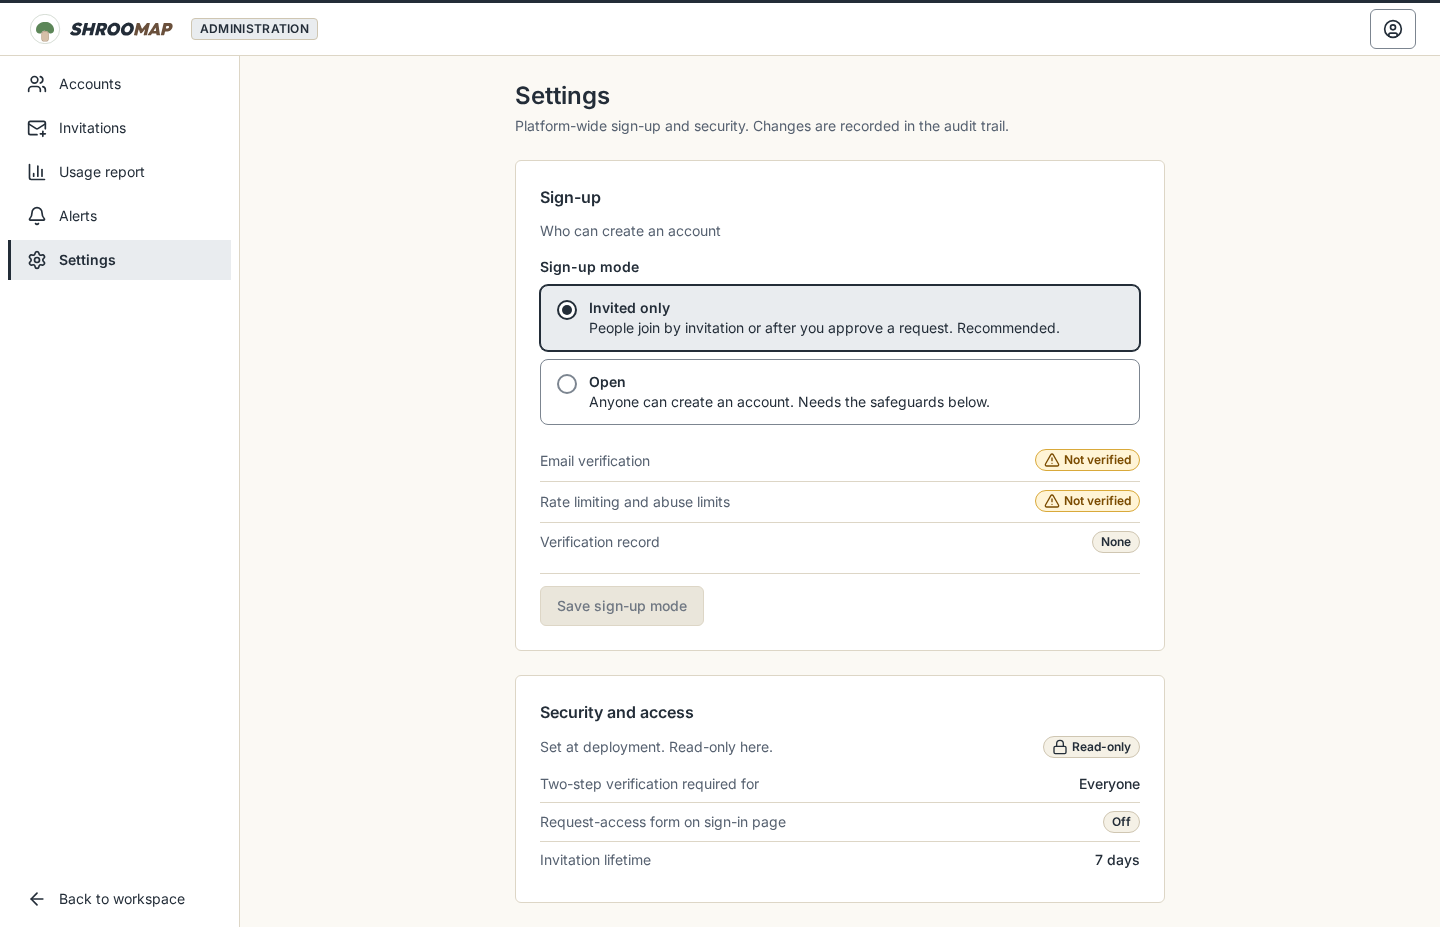 SHROOMAP
ADMINISTRATION
Accounts
Invitations
Usage report
Alerts
Settings
Back to workspace
Settings
Platform-wide sign-up and security. Changes are recorded in the audit trail.
Sign-up
Who can create an account
Sign-up mode
Invited only
People join by invitation or after you approve a request. Recommended.
Open
Anyone can create an account. Needs the safeguards below.
Email verification Not verified
Rate limiting and abuse limits Not verified
Verification record None
Save sign-up mode
Security and access
Set at deployment. Read-only here. Read-only
Two-step verification required for Everyone
Request-access form on sign-in page Off
Invitation lifetime 7 days